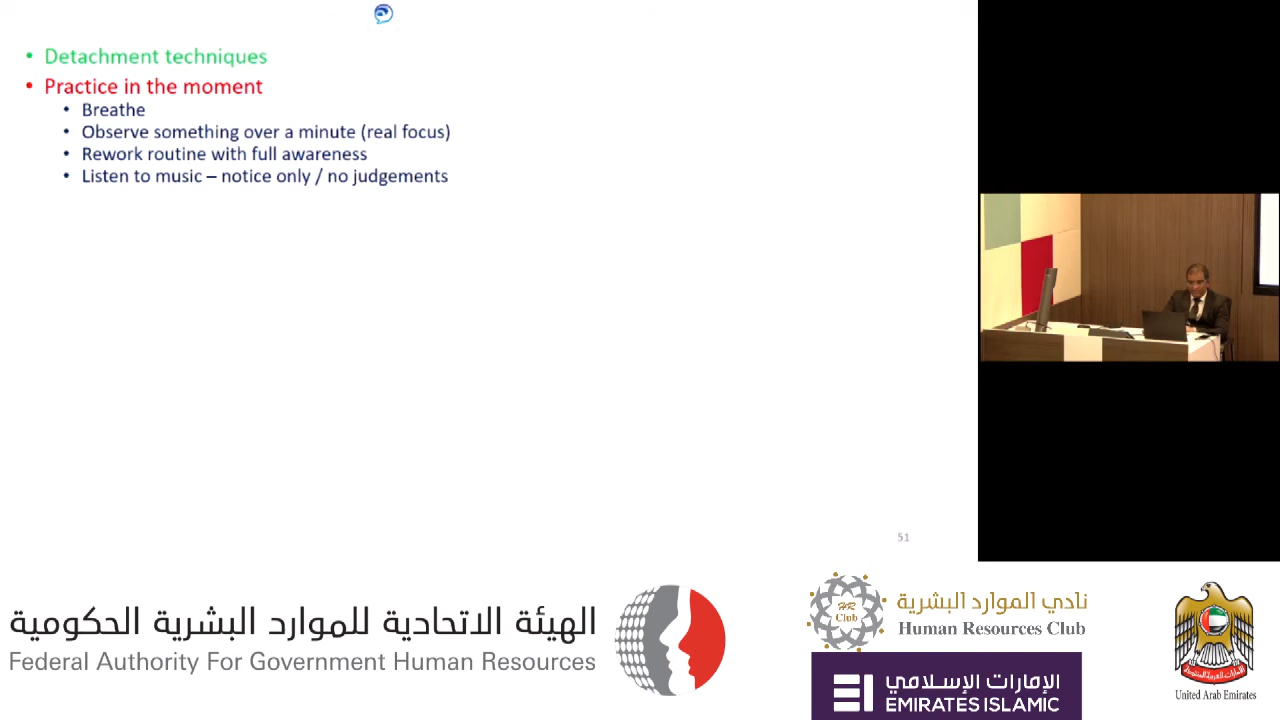 • Detachment techniques
• Practice in the moment
• Breathe
• Observe something over a minute (real focus)
• Rework routine with full awareness
• Listen to music – notice only / no judgements
51
الهيئة الاتحادية للموارد البشرية الحكومية
Federal Authority For Government Human Resources
HR
Club
نادي الموارد البشرية
Human Resources Club
الإمارات الإسلامي
EMIRATES ISLAMIC
United Arab Emirates